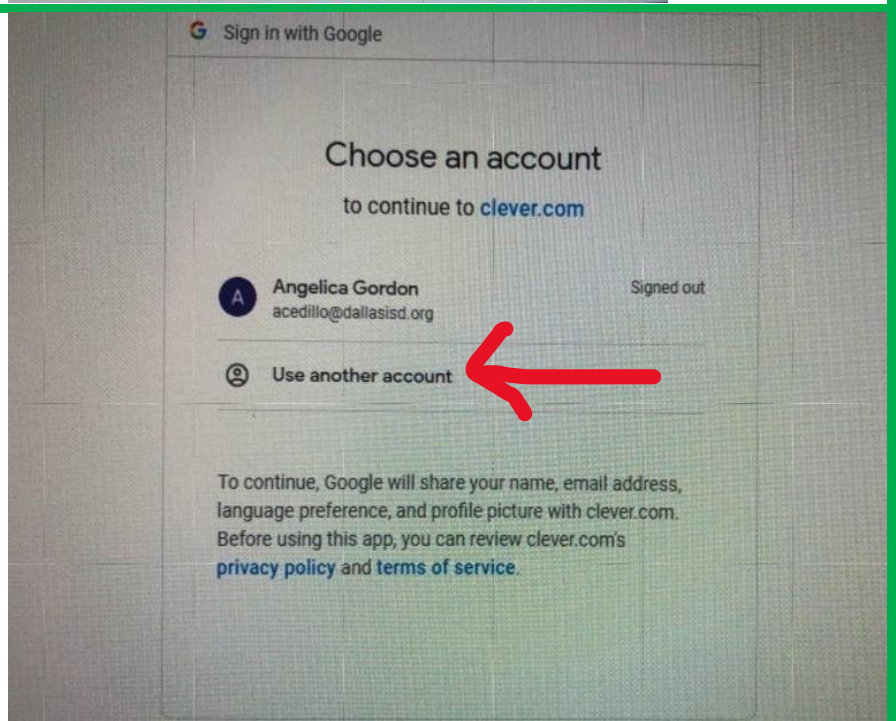 Sign in with Google
Choose an account
to continue to clever.com
A
Angelica Gordon
Signed out
acedillo@dallasisd.org
Use another account
To continue, Google will share your name, email address,
language preference, and profile picture with clever.com.
Before using this app, you can review clever.com's
privacy policy and terms of service.